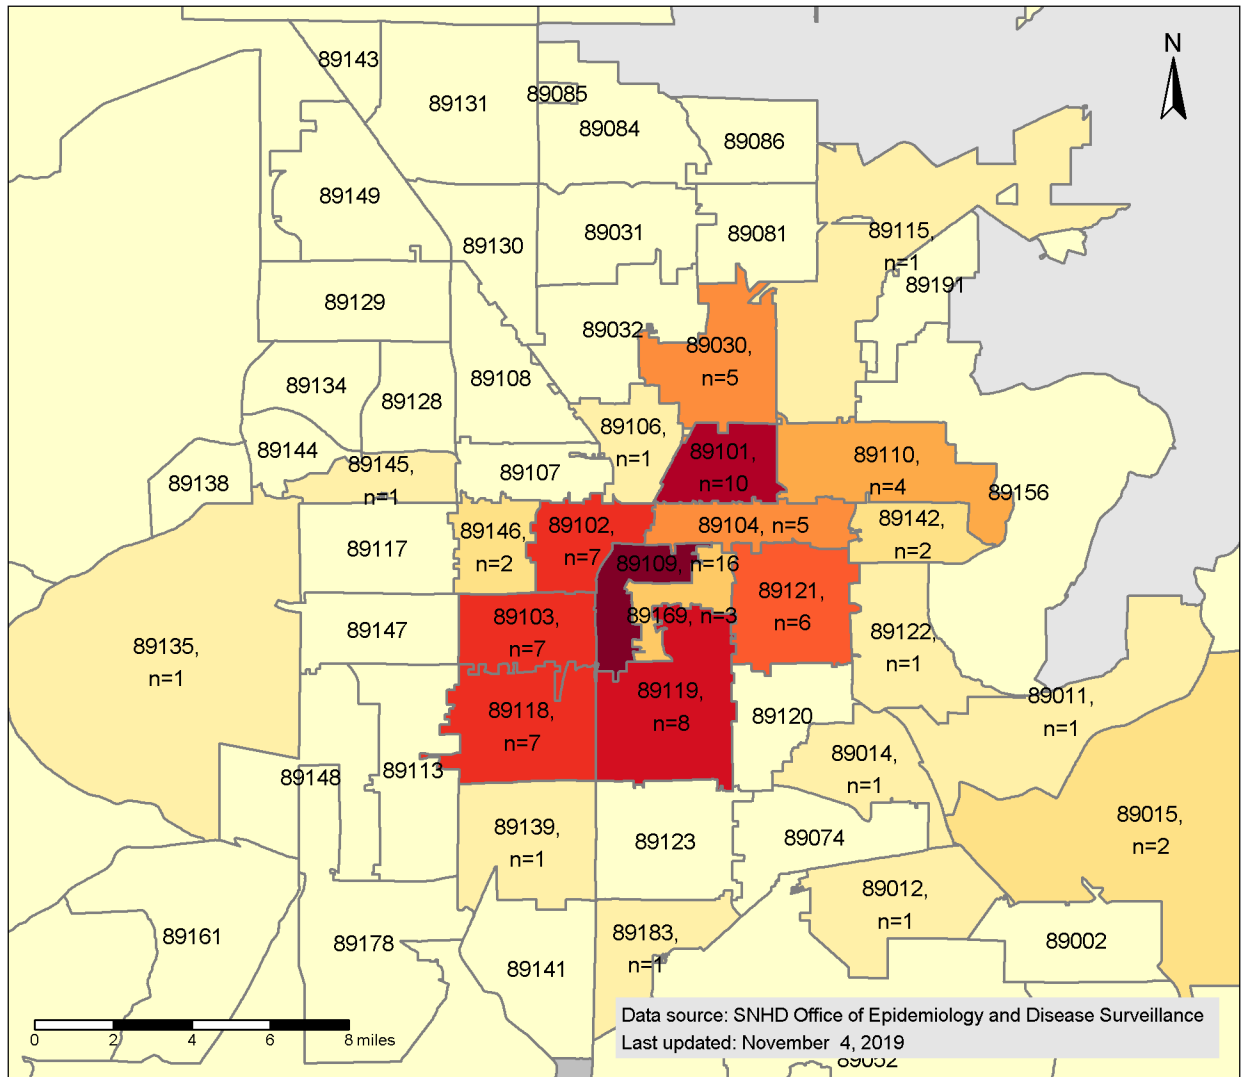 N
89143
89131
89085
89084
89086
89149
89130
89031
89081
89115,
n=1
89191
89129
89032
89030,
n=5
89134
89128
89108
89106,
n=1
89144
89145,
n=1
89138
89107
89101,
n=10
89110,
n=4
89156
89117
89146,
n=2
89102,
n=7
89104, n=5
89142,
n=2
89109, n=16
89121,
n=6
89169, n=3
89103,
n=7
89147
89135,
n=1
89122,
n=1
89011,
n=1
89118,
n=7
89119,
n=8
89120
89148
89113
89014,
n=1
89015,
n=2
89139,
n=1
89123
89074
89012,
n=1
89161
89178
89141
89183,
n=1
89002
Data source: SNHD Office of Epidemiology and Disease Surveillance
Last updated: November 4, 2019
89052
0 2 4 6 8 miles